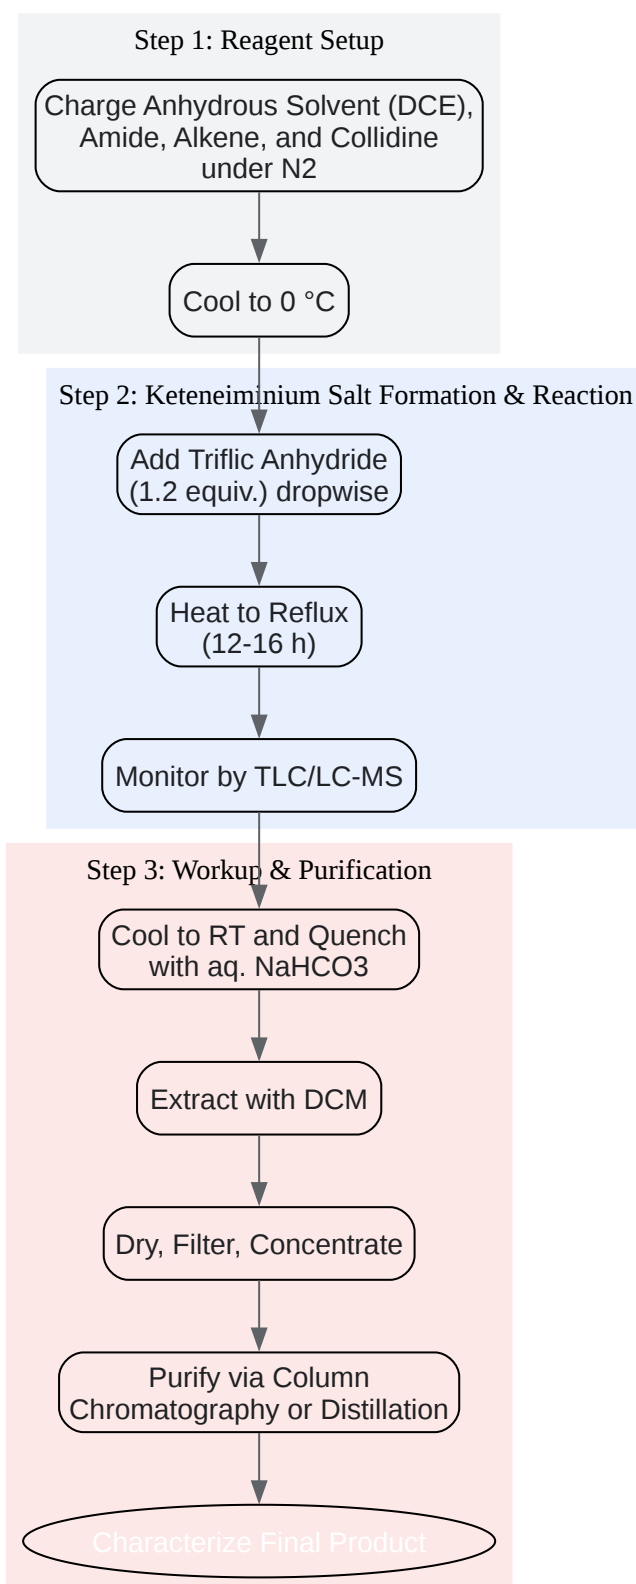 Step 1: Reagent Setup
Charge Anhydrous Solvent (DCE),
Amide, Alkene, and Collidine
under N2
Cool to 0 °C
Step 2: Keteneiminium Salt Formation & Reaction
Add Triflic Anhydride
(1.2 equiv.) dropwise
Heat to Reflux
(12-16 h)
Monitor by TLC/LC-MS
Step 3: Workup & Purification
Cool to RT and Quench
with aq. NaHCO3
Extract with DCM
Dry, Filter, Concentrate
Purify via Column
Chromatography or Distillation
Characterize Final Product